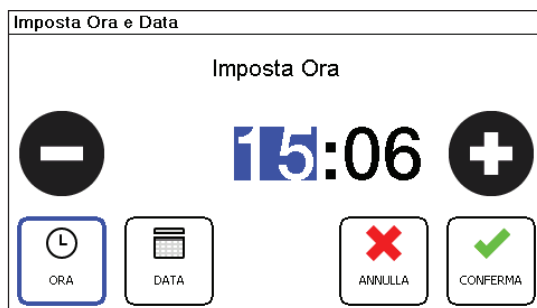 Imposta Ora e Data
Imposta Ora
15:06
ORA
DATA
ANNULLA
CONFERMA